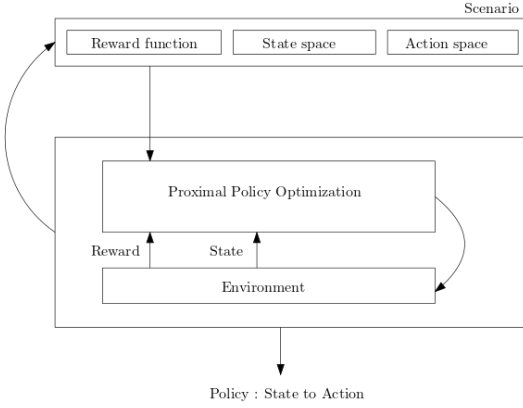 Scenario
Reward function State space Action space
Proximal Policy Optimization
Reward State
Environment
Policy : State to Action